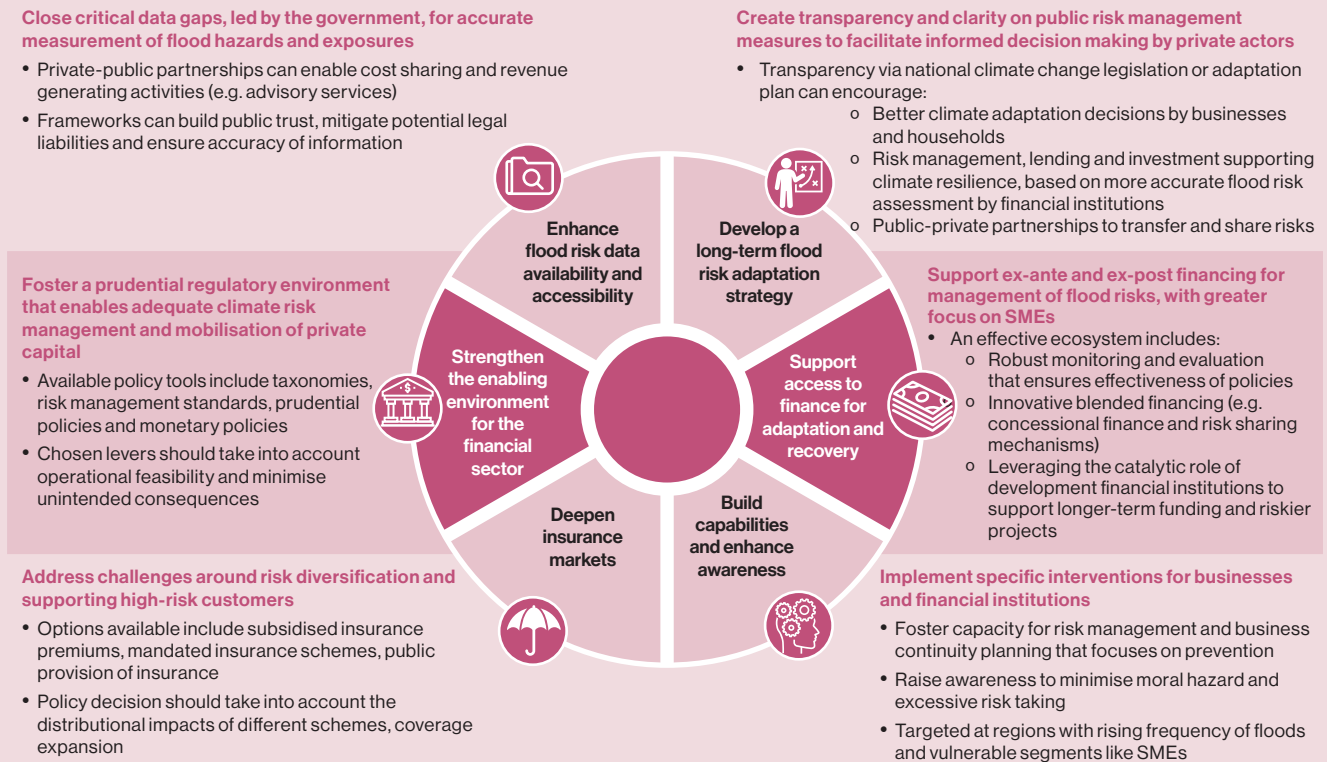 Close critical data gaps, led by the government, for accurate
measurement of flood hazards and exposures
• Private-public partnerships can enable cost sharing and revenue
generating activities (e.g. advisory services)
• Frameworks can build public trust, mitigate potential legal
liabilities and ensure accuracy of information
Create transparency and clarity on public risk management
measures to facilitate informed decision making by private actors
• Transparency via national climate change legislation or adaptation
plan can encourage:
o Better climate adaptation decisions by businesses
and households
o Risk management, lending and investment supporting
climate resilience, based on more accurate flood risk
assessment by financial institutions
o Public-private partnerships to transfer and share risks
Enhance
flood risk data
availability and
accessibility
Develop a
long-term flood
risk adaptation
strategy
Foster a prudential regulatory environment
that enables adequate climate risk
management and mobilisation of private
capital
• Available policy tools include taxonomies,
risk management standards, prudential
policies and monetary policies
• Chosen levers should take into account
operational feasibility and minimise
unintended consequences
Strengthen
the enabling
environment
for the
financial
sector
Support
access to
finance for
adaptation and
recovery
Support ex-ante and ex-post financing for
management of flood risks, with greater
focus on SMEs
• An effective ecosystem includes:
o Robust monitoring and evaluation
that ensures effectiveness of policies
o Innovative blended financing (e.g.
concessional finance and risk sharing
mechanisms)
o Leveraging the catalytic role of
development financial institutions to
support longer-term funding and riskier
projects
Deepen
insurance
markets
Build
capabilities
and enhance
awareness
Address challenges around risk diversification and
supporting high-risk customers
• Options available include subsidised insurance
premiums, mandated insurance schemes, public
provision of insurance
• Policy decision should take into account the
distributional impacts of different schemes, coverage
expansion
Implement specific interventions for businesses
and financial institutions
• Foster capacity for risk management and business
continuity planning that focuses on prevention
• Raise awareness to minimise moral hazard and
excessive risk taking
• Targeted at regions with rising frequency of floods
and vulnerable segments like SMEs